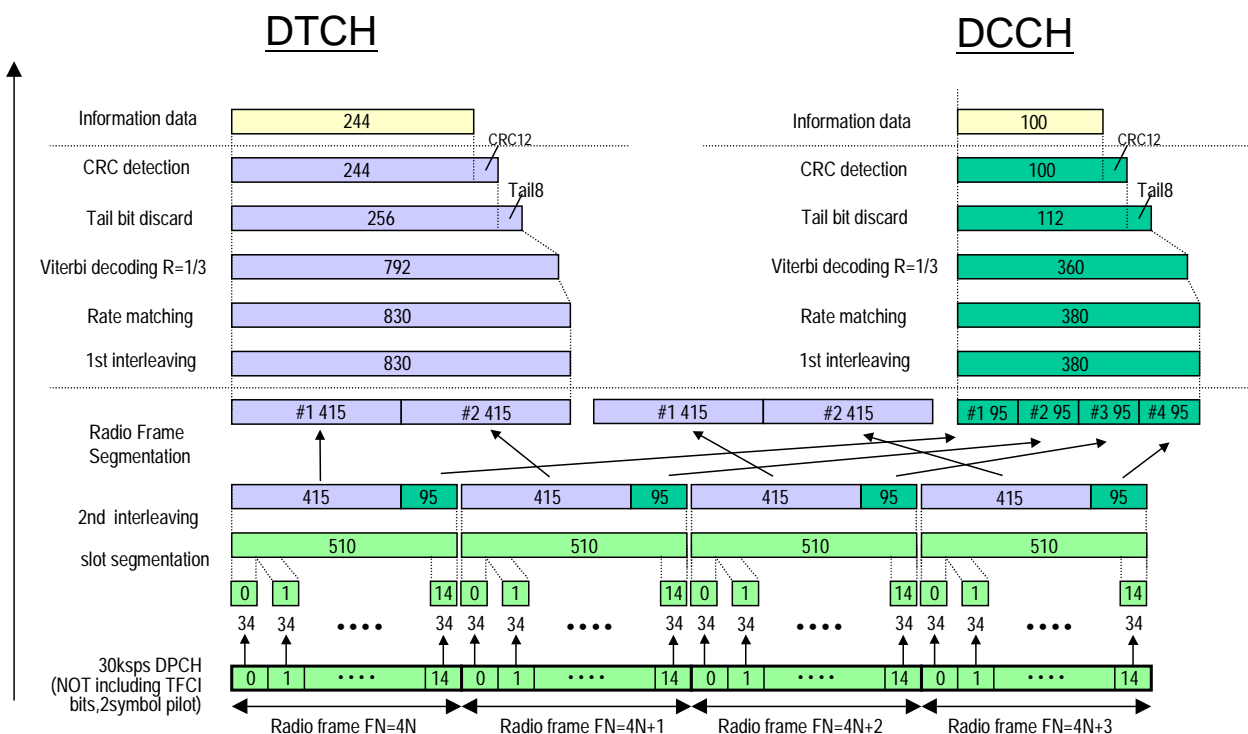 DTCH DCCH
Information data 244 Information data 100
CRC12 CRC12
CRC detection 244 CRC detection 100
Tail8 Tail8
Tail bit discard 256 Tail bit discard 112
Viterbi decoding R=1/3 792 Viterbi decoding R=1/3 360
Rate matching 830 Rate matching 380
1st interleaving 830 1st interleaving 380
#1 415 #2 415 #1 415 #2 415 #1 95 #2 95 #3 95 #4 95
Radio Frame
Segmentation
415 95 415 95 415 95 415 95
2nd interleaving
510 510 510 510
slot segmentation
0 1 14 0 1 14 0 1 14 0 1 14
34 34 •••• 34 34 34 •••• 34 34 34 •••• 34 34 34 •••• 34
30ksps DPCH
(NOT including TFCI
bits,2symbol pilot)
0 1 •••• 14 0 1 •••• 14 0 1 •••• 14 0 1 •••• 14
Radio frame FN=4N Radio frame FN=4N+1 Radio frame FN=4N+2 Radio frame FN=4N+3